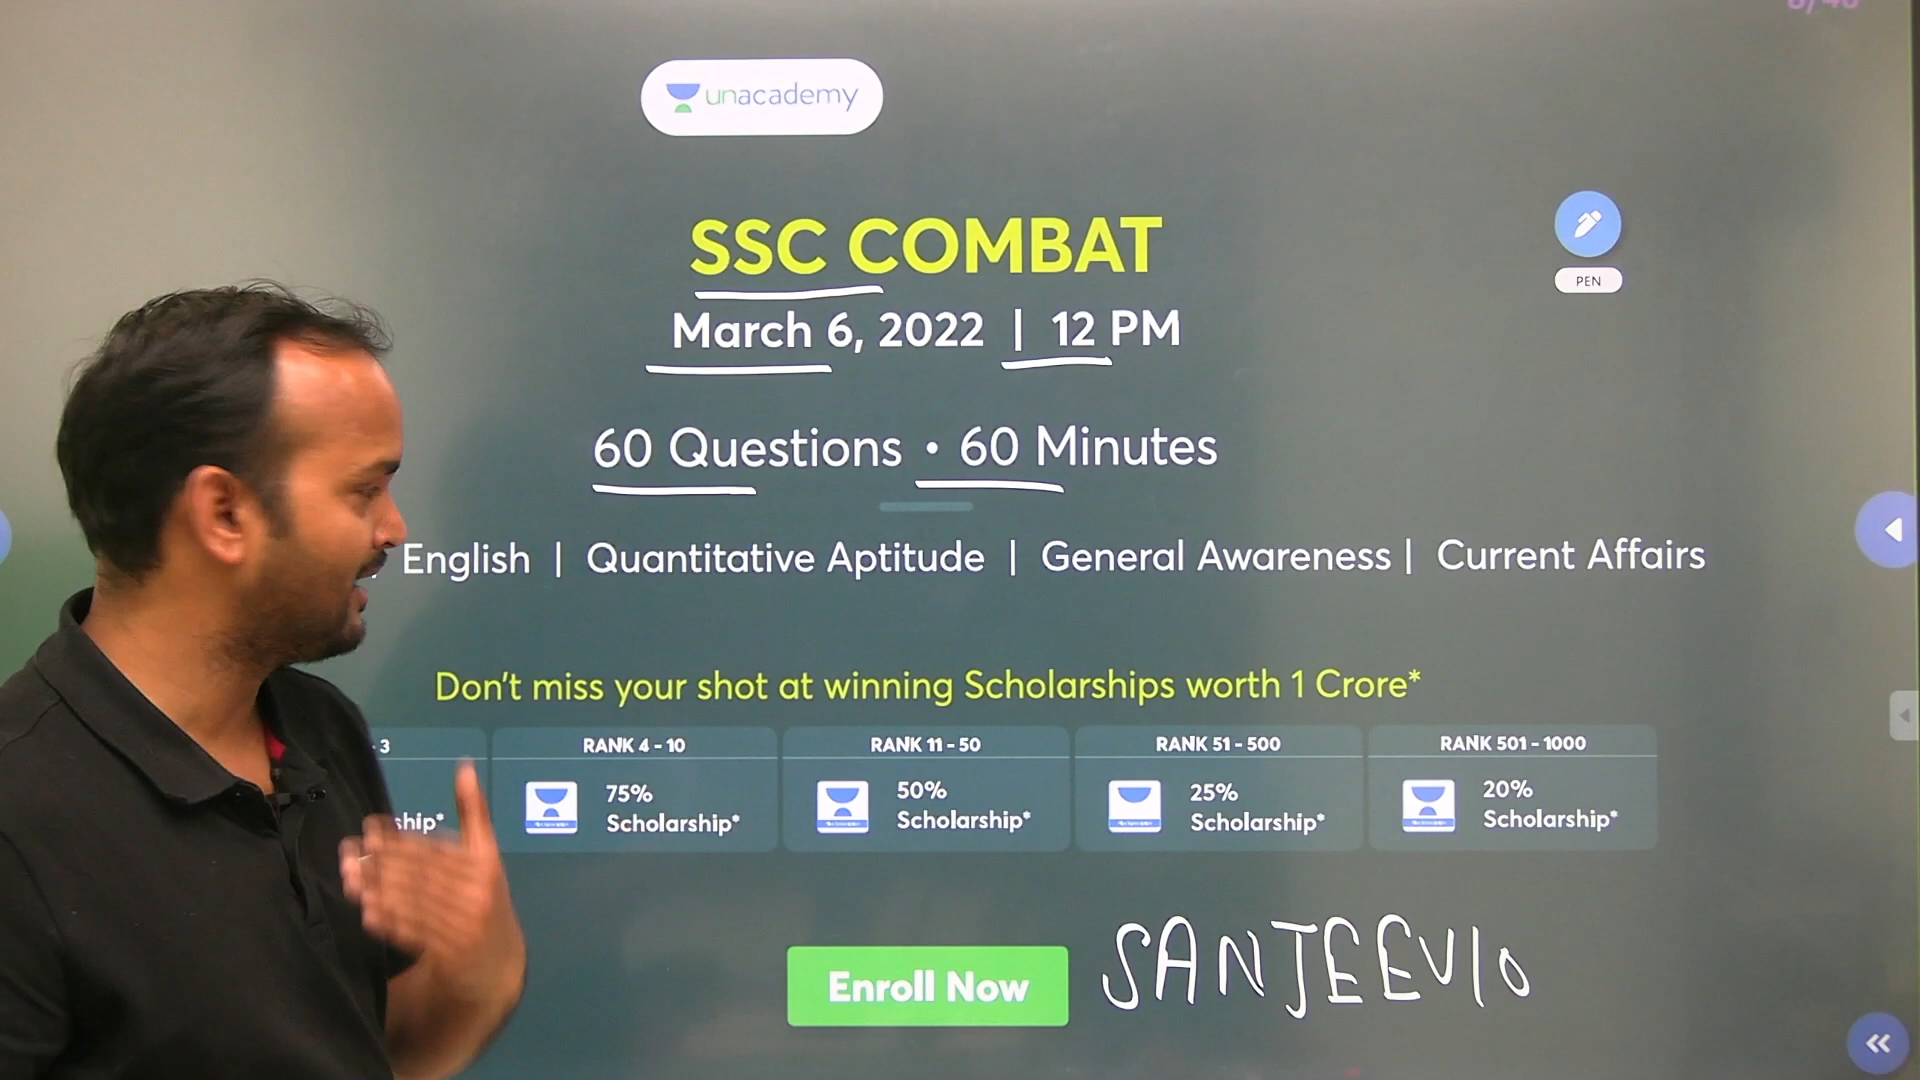 unacademy
SSC COMBAT
PEN
March 6, 2022 | 12 PM
60 Questions • 60 Minutes
English | Quantitative Aptitude | General Awareness | Current Affairs
Don't miss your shot at winning Scholarships worth 1 Crore*
- 3 RANK 4 - 10 RANK 11 - 50 RANK 51 - 500 RANK 501 - 1000
75% 50% 25% 20%
ship* Scholarship* Scholarship* Scholarship* Scholarship*
Enroll Now SANJEEV10